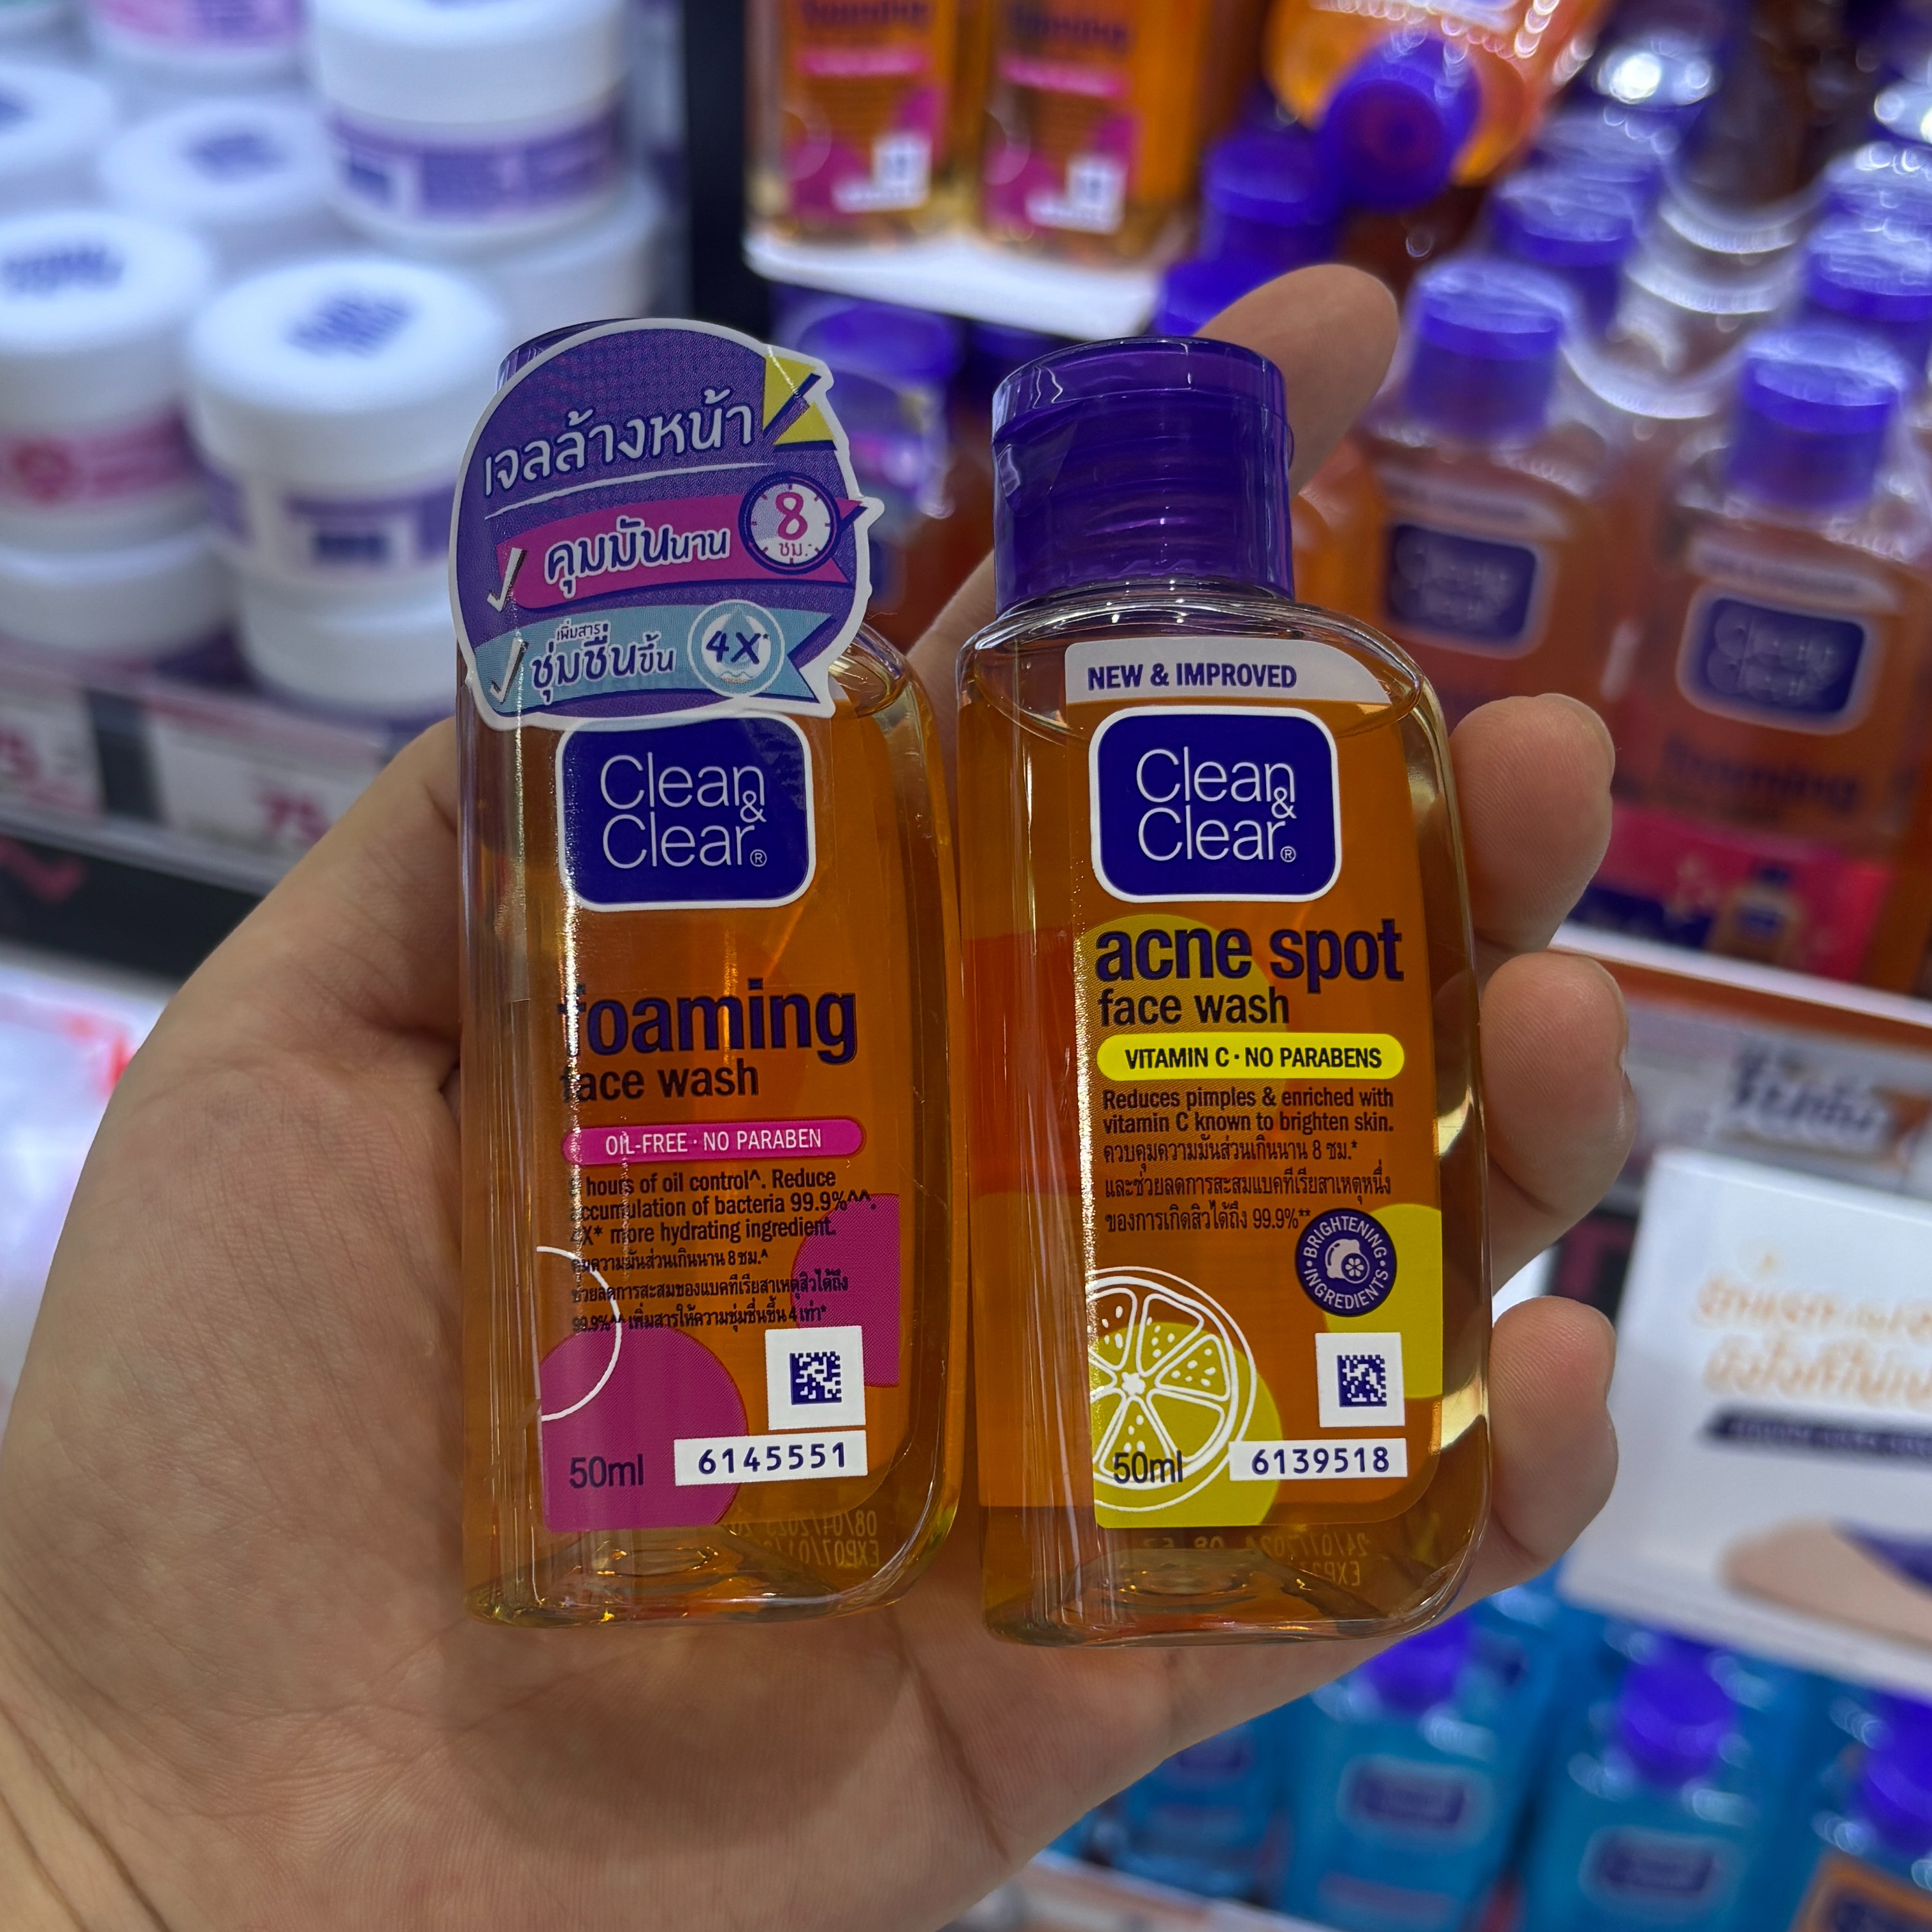 เจลล้างหน้า
คุมมันนาน 8 ชม.
เพิ่มสาร
ชุ่มชื่นขึ้น 4X*
Clean
&
Clear®
foaming
face wash
OIL-FREE · NO PARABEN
hours of oil control^. Reduce
accumulation of bacteria 99.9%^^.
4X* more hydrating ingredient.
คุมความมันส่วนเกินนาน 8 ชม.^
ช่วยลดการสะสมของแบคทีเรียสาเหตุสิวได้ถึง
99.9%^^ เพิ่มสารให้ความชุ่มชื่นขึ้น 4 เท่า*
50ml
6145551
NEW & IMPROVED
Clean
&
Clear®
acne spot
face wash
VITAMIN C · NO PARABENS
Reduces pimples & enriched with
vitamin C known to brighten skin.
ควบคุมความมันส่วนเกินนาน 8 ชม.*
และช่วยลดการสะสมแบคทีเรียสาเหตุหนึ่ง
ของการเกิดสิวได้ถึง 99.9%**
BRIGHTENING
INGREDIENTS
50ml
6139518
Clean
Clear
Clean
Clear
foaming
75